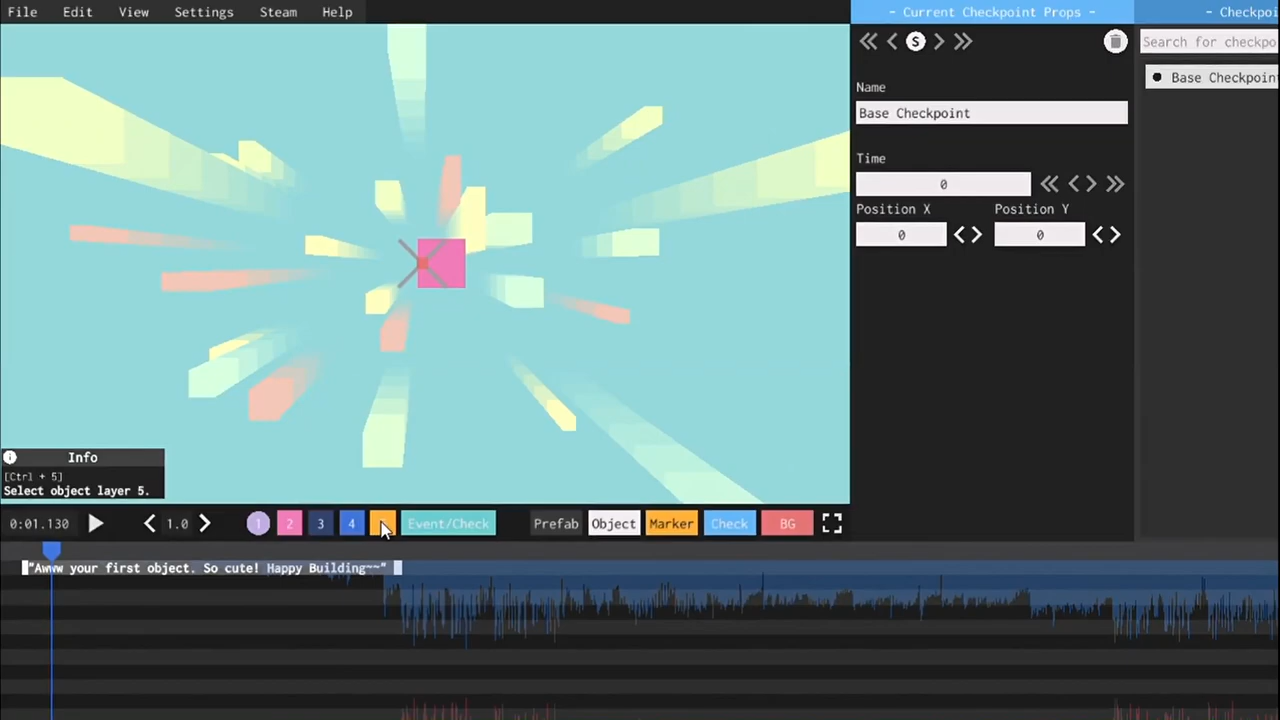 File Edit View Settings Steam Help
- Current Checkpoint Props -
- Checkpoi
S
Search for checkpo
Base Checkpoin
Name
Base Checkpoint
Time
0
Position X Position Y
0 0
Info
[Ctrl + 5]
Select object layer 5.
0:01.130 1.0 1 2 3 4 Event/Check Prefab Object Marker Check BG
"Awww your first object. So cute! Happy Building~~"